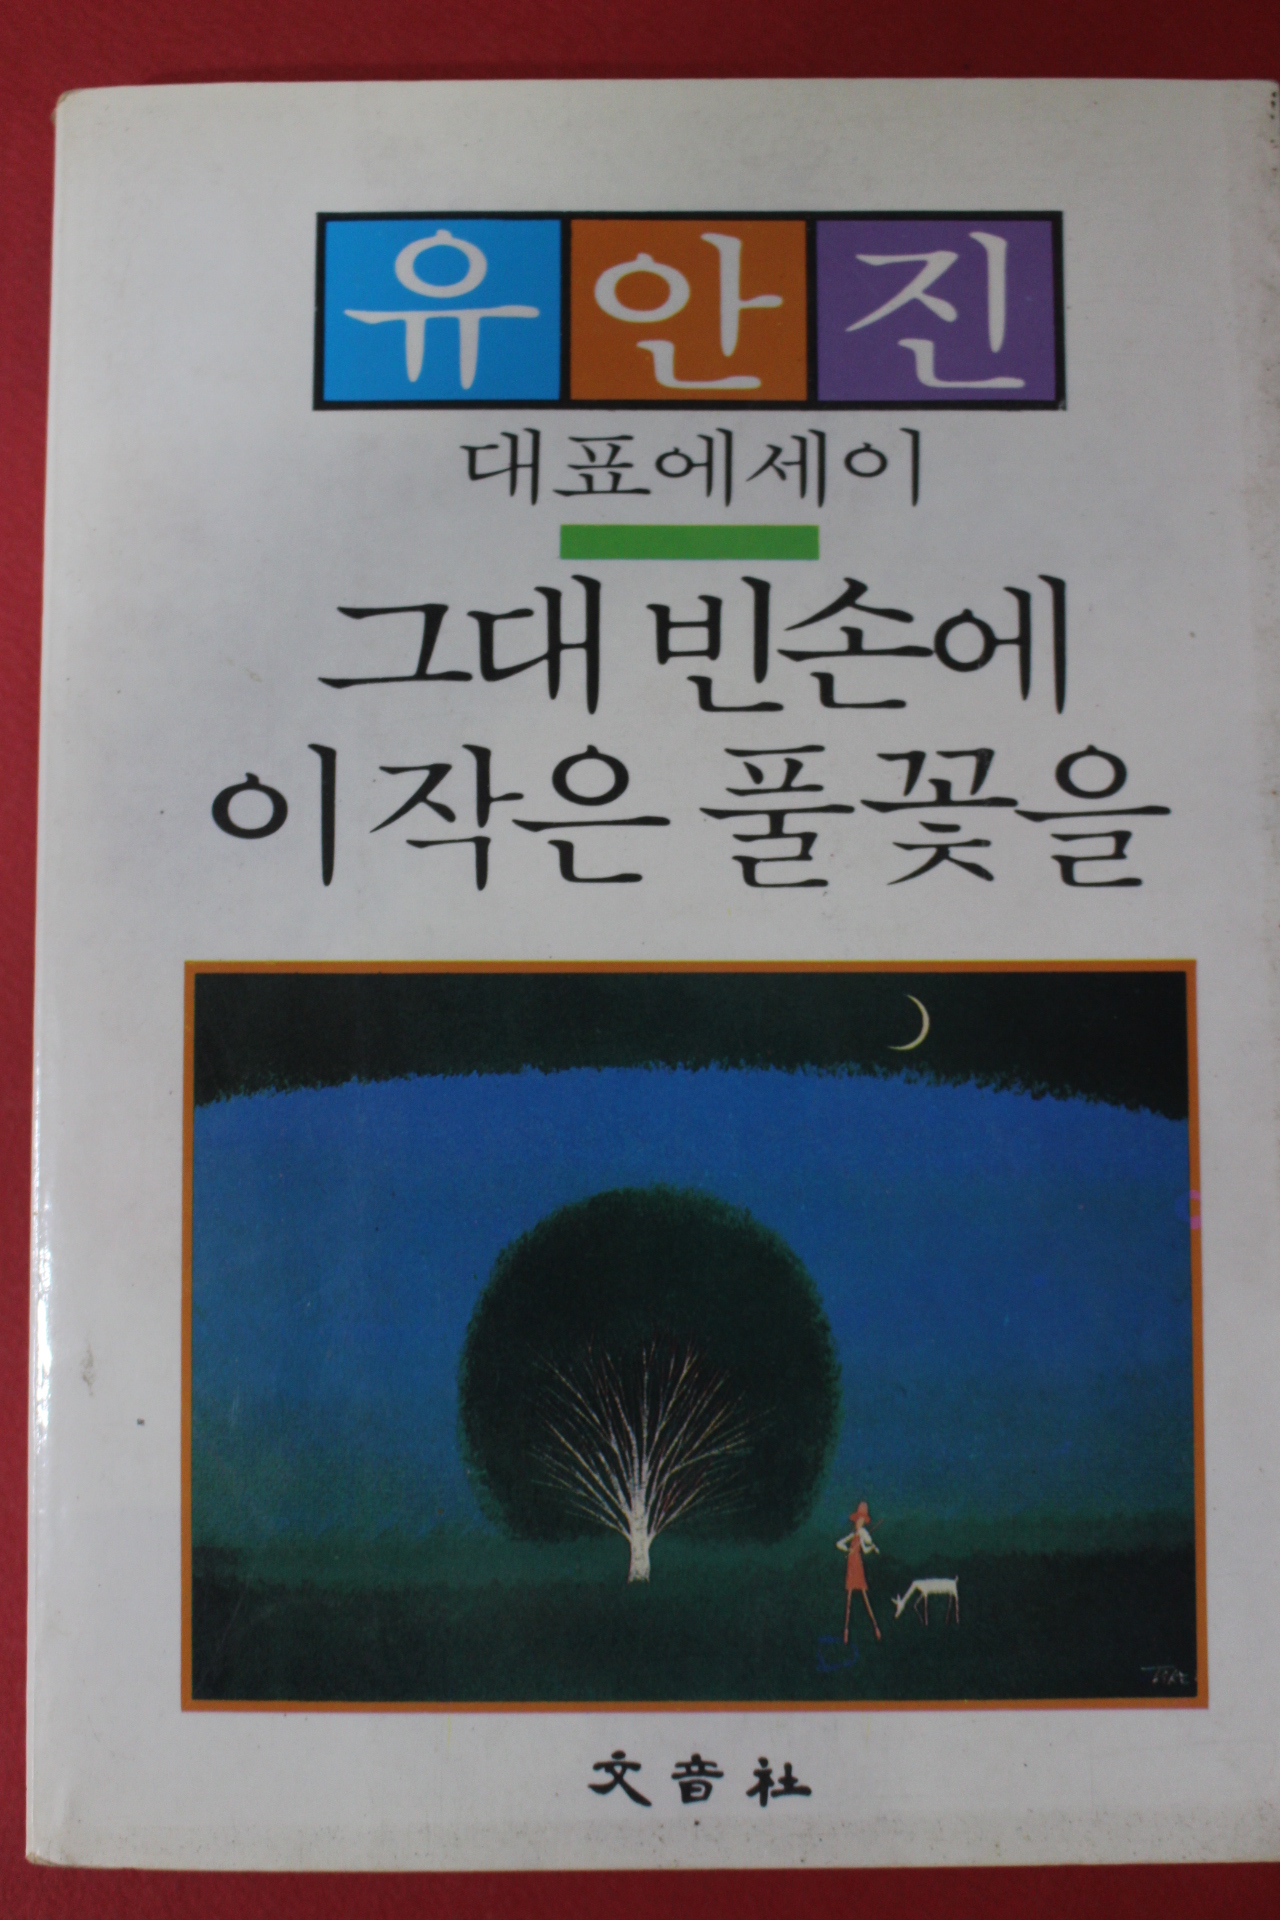 유안진
대표에세이
그대 빈손에
이 작은 풀꽃을
文音社